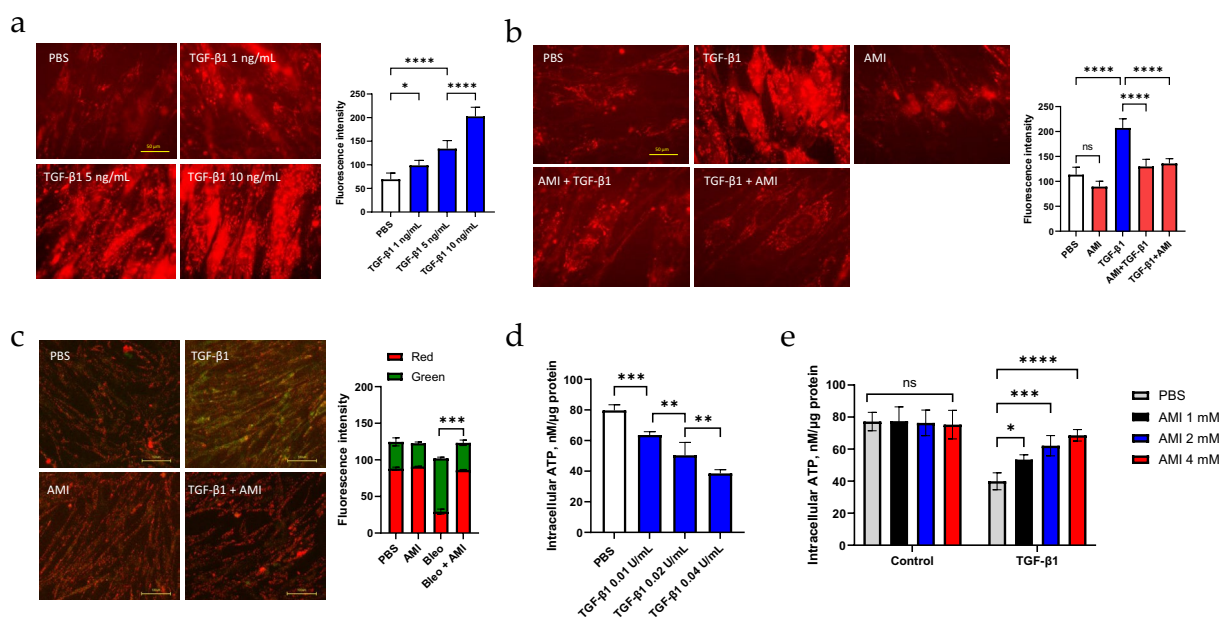 a
PBS
TGF-β1 1 ng/mL
TGF-β1 5 ng/mL
TGF-β1 10 ng/mL
50 µm
Fluorescence intensity
250
200
150
100
50
0
*
****
****
PBS
TGF-β1 1 ng/mL
TGF-β1 5 ng/mL
TGF-β1 10 ng/mL
b
PBS
TGF-β1
AMI
AMI + TGF-β1
TGF-β1 + AMI
50 µm
Fluorescence intensity
250
200
150
100
50
0
ns
****
****
****
PBS
AMI
TGF-β1
AMI+TGF-β1
TGF-β1+AMI
c
PBS
TGF-β1
AMI
TGF-β1 + AMI
Red
Green
Fluorescence intensity
200
150
100
50
0
***
PBS
AMI
Bleo
Bleo + AMI
d
Intracellular ATP, nM/µg protein
100
80
60
40
20
0
***
**
**
PBS
TGF-β1 0.01 U/mL
TGF-β1 0.02 U/mL
TGF-β1 0.04 U/mL
e
Intracellular ATP, nM/µg protein
100
80
60
40
20
0
ns
*
***
****
Control
TGF-β1
PBS
AMI 1 mM
AMI 2 mM
AMI 4 mM